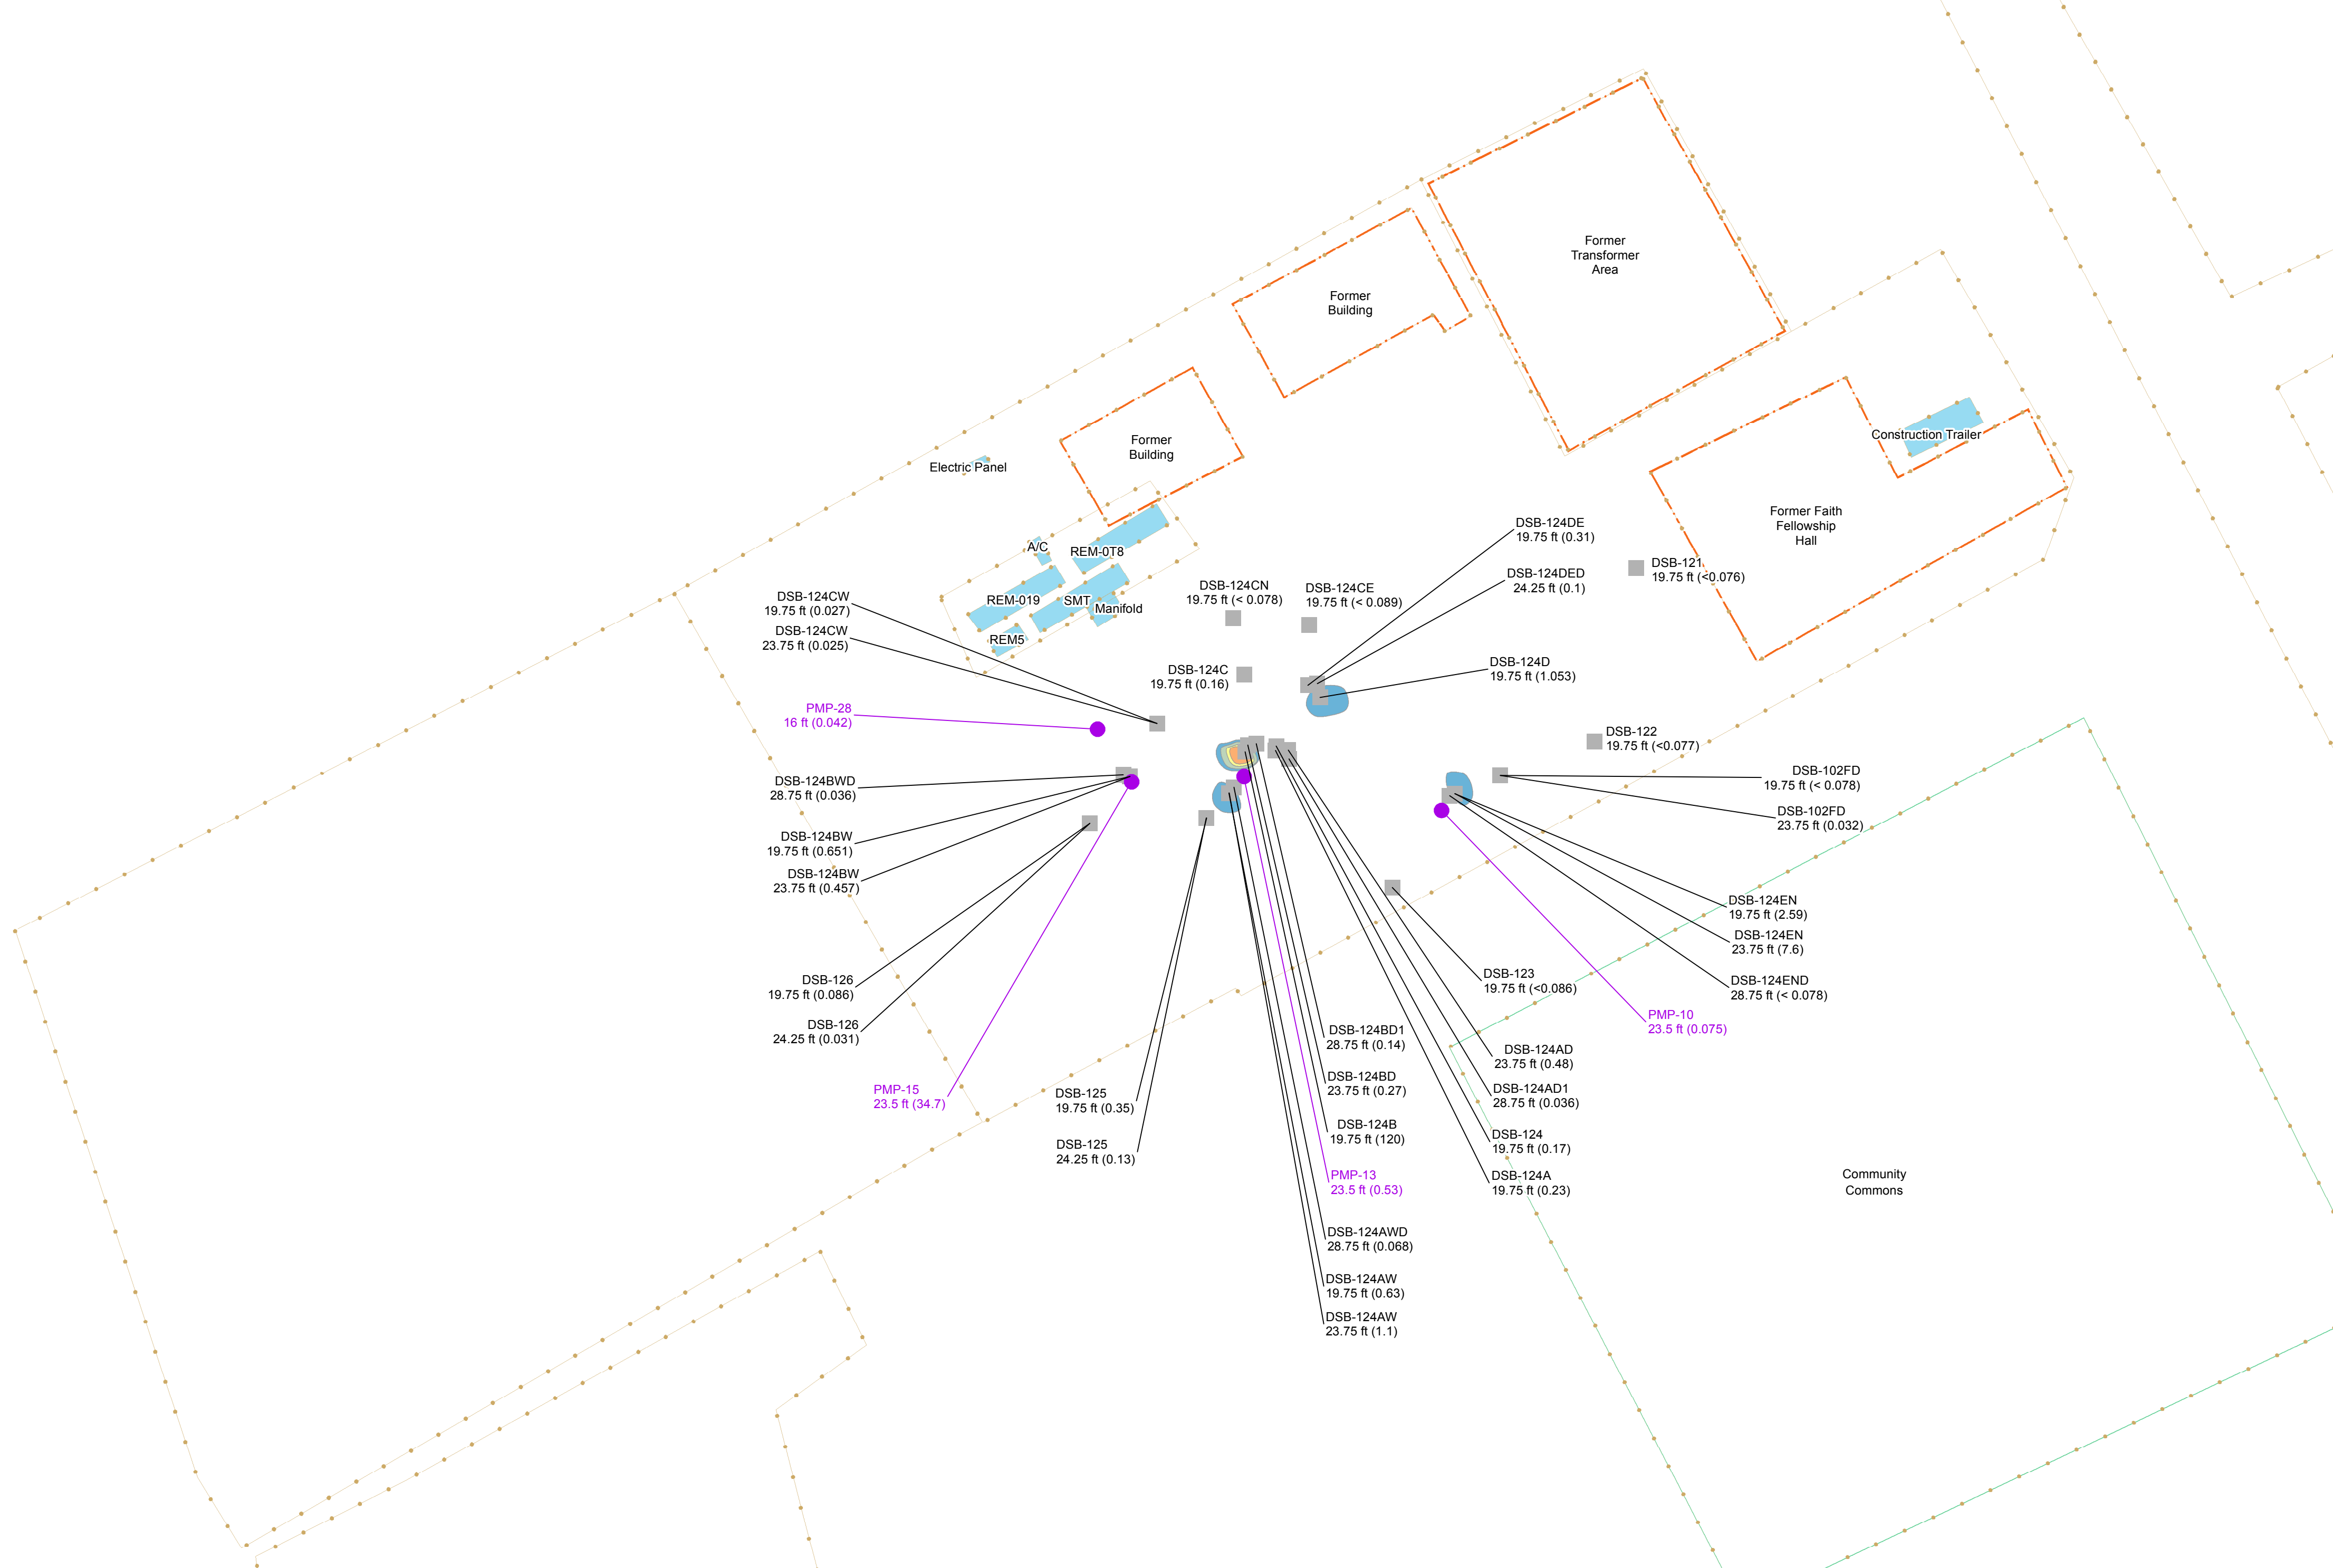 Former
Transformer
Area
Former
Building
Former
Building
Electric Panel
Construction Trailer
Former Faith
Fellowship
Hall
A/C
REM-0T8
REM-019
SMT
Manifold
REM5
DSB-124DE
19.75 ft (0.31)
DSB-124DED
24.25 ft (0.1)
DSB-121
19.75 ft (<0.076)
DSB-124CN
19.75 ft (< 0.078)
DSB-124CE
19.75 ft (< 0.089)
DSB-124CW
19.75 ft (0.027)
DSB-124CW
23.75 ft (0.025)
DSB-124C
19.75 ft (0.16)
DSB-124D
19.75 ft (1.053)
PMP-28
16 ft (0.042)
DSB-122
19.75 ft (<0.077)
DSB-124BWD
28.75 ft (0.036)
DSB-102FD
19.75 ft (< 0.078)
DSB-102FD
23.75 ft (0.032)
DSB-124BW
19.75 ft (0.651)
DSB-124BW
23.75 ft (0.457)
DSB-124EN
19.75 ft (2.59)
DSB-124EN
23.75 ft (7.6)
DSB-124END
28.75 ft (< 0.078)
DSB-126
19.75 ft (0.086)
DSB-126
24.25 ft (0.031)
DSB-123
19.75 ft (<0.086)
PMP-10
23.5 ft (0.075)
PMP-15
23.5 ft (34.7)
DSB-125
19.75 ft (0.35)
DSB-125
24.25 ft (0.13)
DSB-124BD1
28.75 ft (0.14)
DSB-124BD
23.75 ft (0.27)
DSB-124B
19.75 ft (120)
PMP-13
23.5 ft (0.53)
DSB-124AWD
28.75 ft (0.068)
DSB-124AW
19.75 ft (0.63)
DSB-124AW
23.75 ft (1.1)
DSB-124AD
23.75 ft (0.48)
DSB-124AD1
28.75 ft (0.036)
DSB-124
19.75 ft (0.17)
DSB-124A
19.75 ft (0.23)
Community
Commons